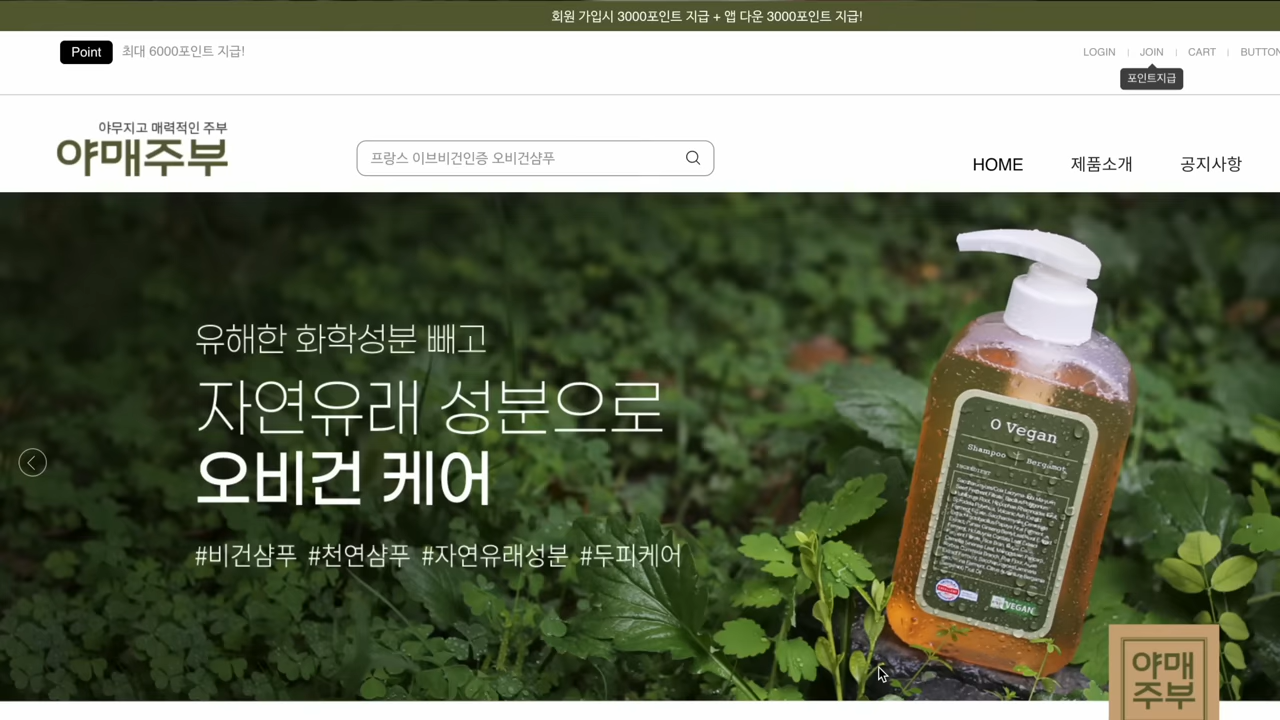 회원 가입시 3000포인트 지급 + 앱 다운 3000포인트 지급!
Point 최대 6000포인트 지급!
LOGIN | JOIN | CART | BUTTON
포인트지급
야무지고 매력적인 주부
야매주부
프랑스 이브비건인증 오비건샴푸
HOME 제품소개 공지사항
유해한 화학성분 빼고
자연유래 성분으로
오비건 케어
#비건샴푸 #천연샴푸 #자연유래성분 #두피케어
O Vegan
Shampoo | Bergamot
INGREDIENT
VEGAN
야매
주부